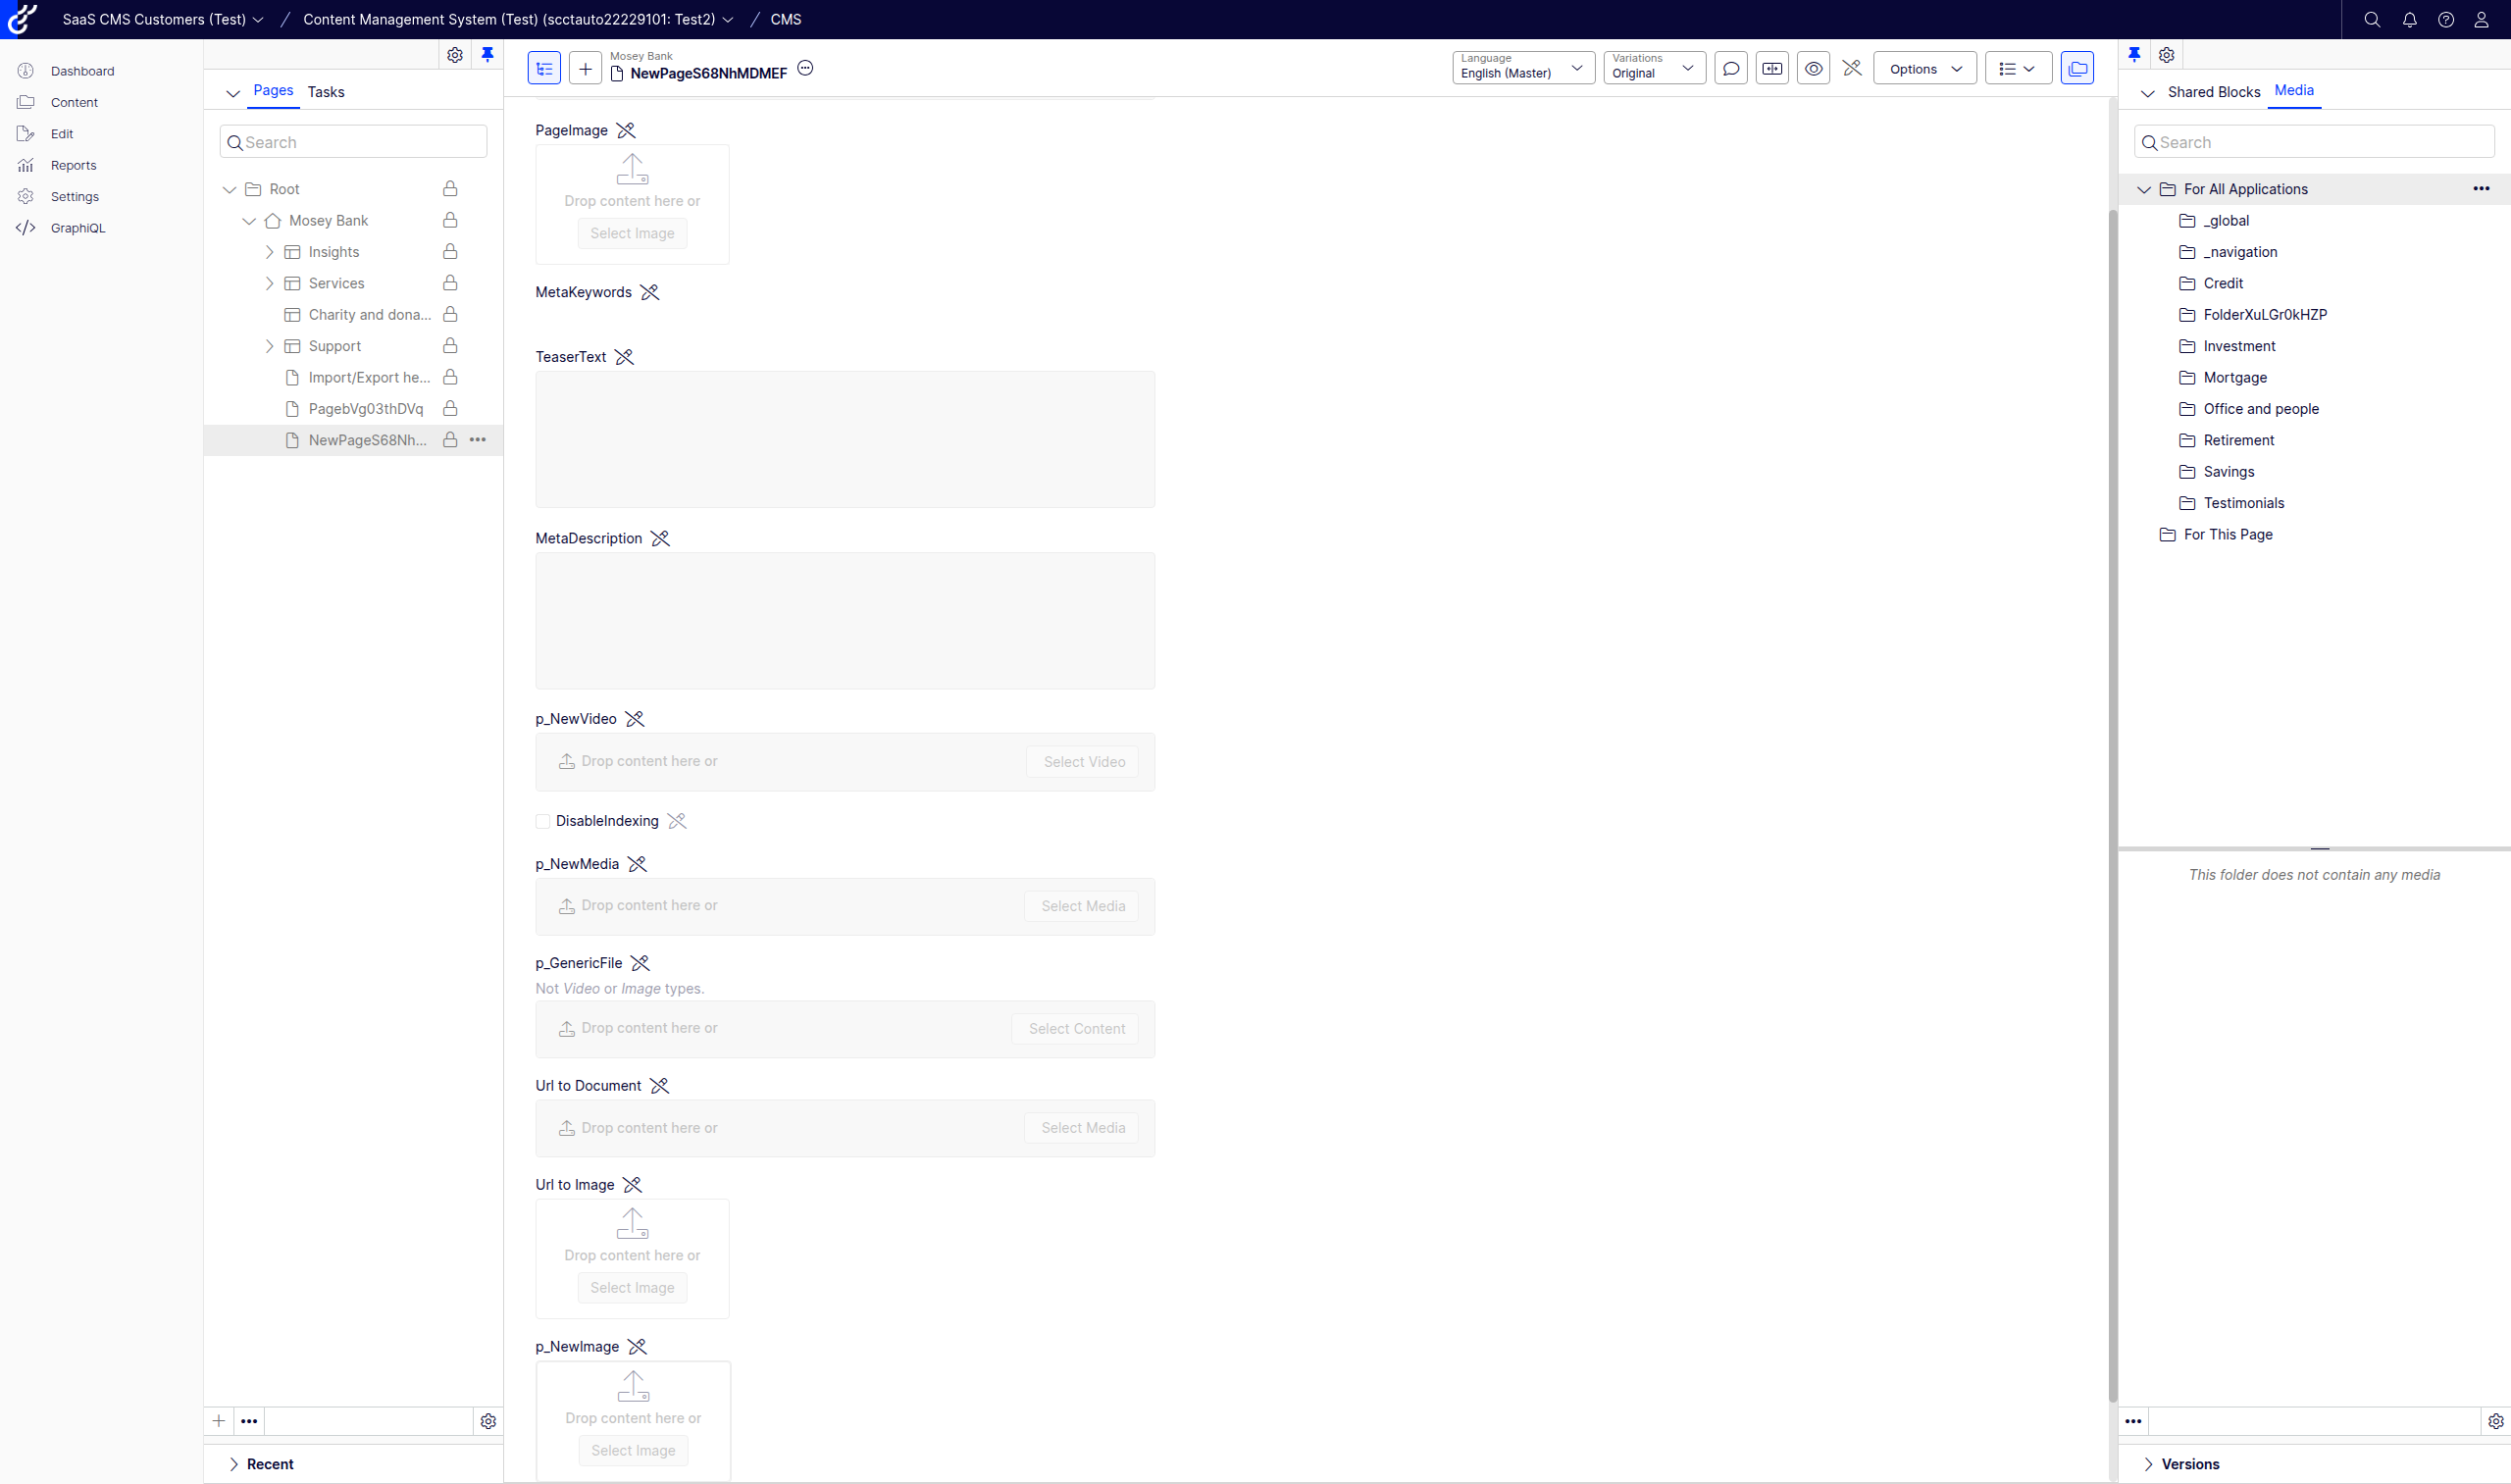 SaaS CMS Customers (Test) / Content Management System (Test) (scctauto22229101: Test2) / CMS
Dashboard
Content
Edit
Reports
Settings
GraphiQL
Pages Tasks
Search
Root
Mosey Bank
Insights
Services
Charity and dona...
Support
Import/Export he...
PagebVg03thDVq
NewPageS68Nh...
Recent
Mosey Bank
NewPageS68NhMDMEF
Language
English (Master)
Variations
Original
Options
PageImage
Drop content here or
Select Image
MetaKeywords
TeaserText
MetaDescription
p_NewVideo
Drop content here or Select Video
DisableIndexing
p_NewMedia
Drop content here or Select Media
p_GenericFile
Not Video or Image types.
Drop content here or Select Content
Url to Document
Drop content here or Select Media
Url to Image
Drop content here or
Select Image
p_NewImage
Drop content here or
Select Image
Shared Blocks Media
Search
For All Applications
_global
_navigation
Credit
FolderXuLGr0kHZP
Investment
Mortgage
Office and people
Retirement
Savings
Testimonials
For This Page
This folder does not contain any media
Versions